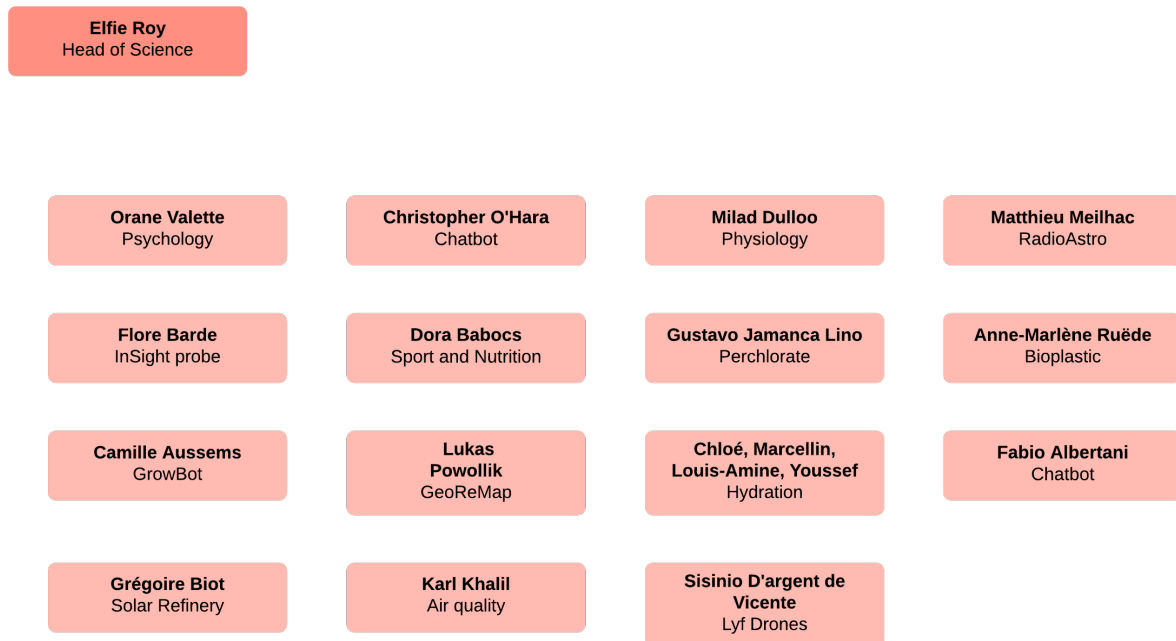 Elfie Roy
Head of Science
Orane Valette
Psychology
Christopher O'Hara
Chatbot
Milad Dulloo
Physiology
Matthieu Meilhac
RadioAstro
Flore Barde
InSight probe
Dora Babocs
Sport and Nutrition
Gustavo Jamanca Lino
Perchlorate
Anne-Marlène Ruëde
Bioplastic
Camille Aussems
GrowBot
Lukas
Powollik
GeoReMap
Chloé, Marcellin,
Louis-Amine, Youssef
Hydration
Fabio Albertani
Chatbot
Grégoire Biot
Solar Refinery
Karl Khalil
Air quality
Sisinio D'argent de
Vicente
Lyf Drones